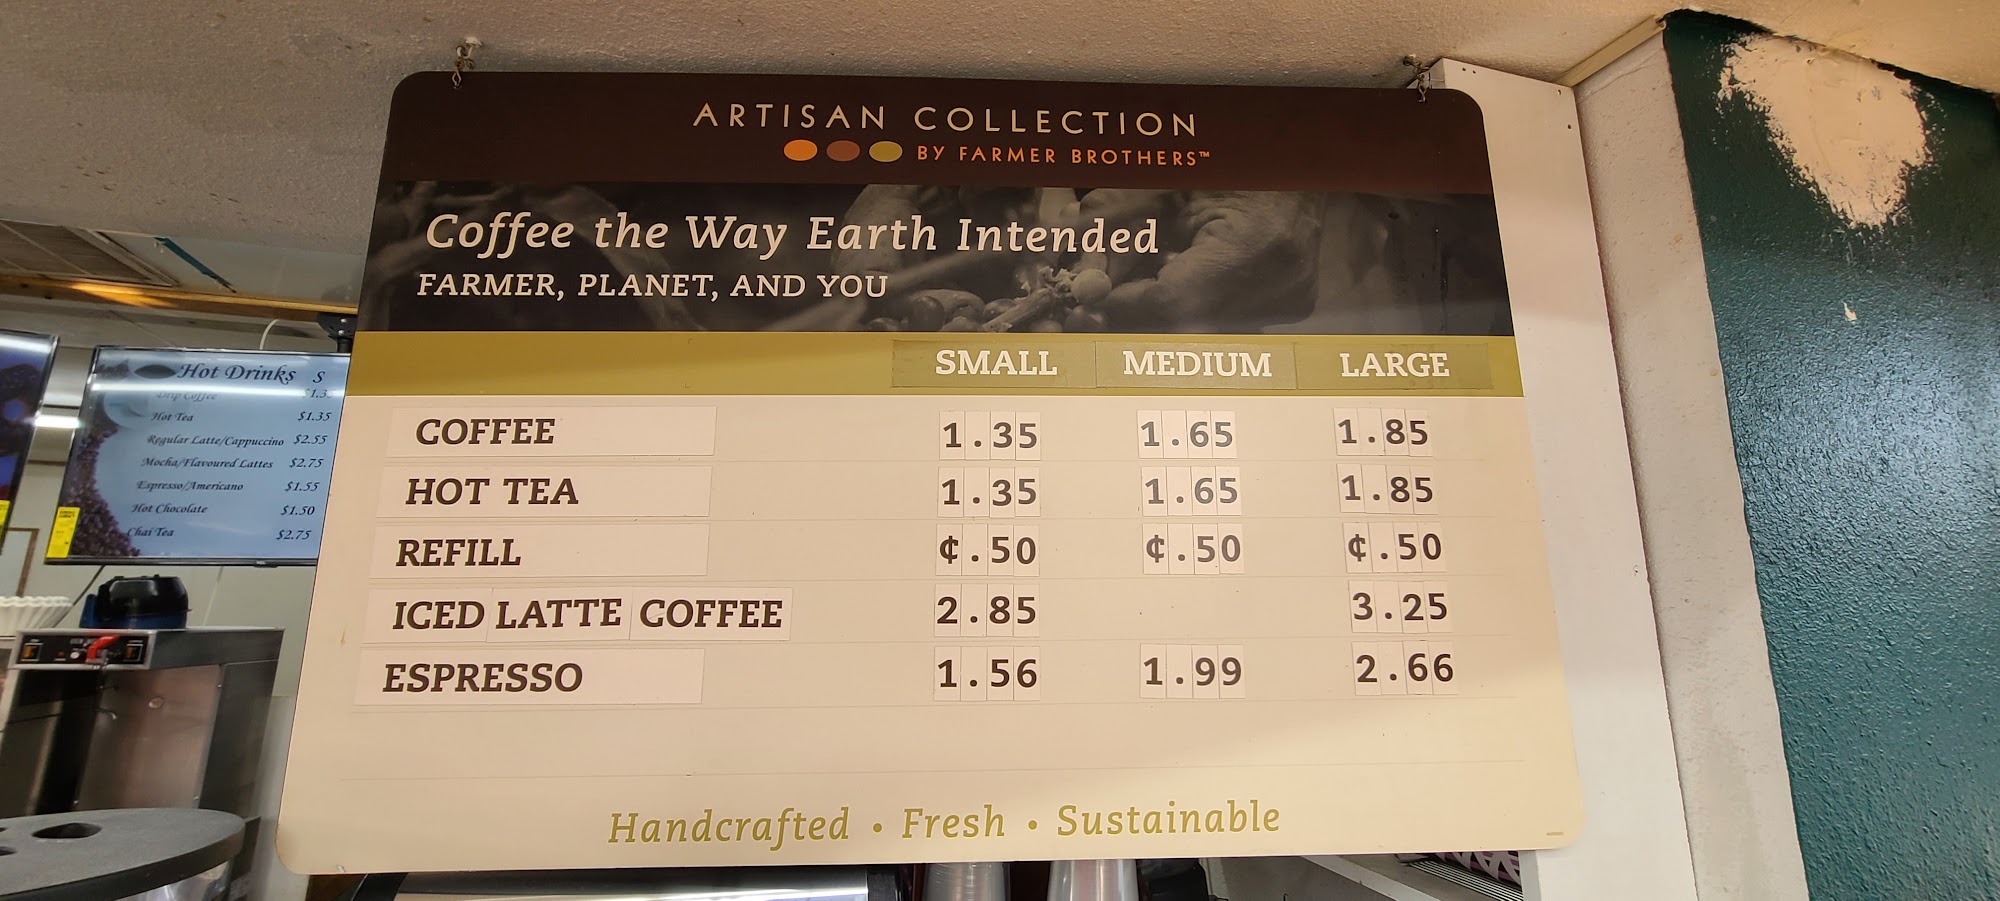 ARTISAN COLLECTION
BY FARMER BROTHERS™
Coffee the Way Earth Intended
FARMER, PLANET, AND YOU
SMALL MEDIUM LARGE
COFFEE 1.35 1.65 1.85
HOT TEA 1.35 1.65 1.85
REFILL ¢.50 ¢.50 ¢.50
ICED LATTE COFFEE 2.85 3.25
ESPRESSO 1.56 1.99 2.66
Handcrafted • Fresh • Sustainable
Hot Drinks S
Drip Coffee
Hot Tea $1.35
Regular Latte/Cappuccino $2.55
Mocha/Flavoured Lattes $2.75
Espresso/Americano $1.55
Hot Chocolate $1.50
Chai Tea $2.75